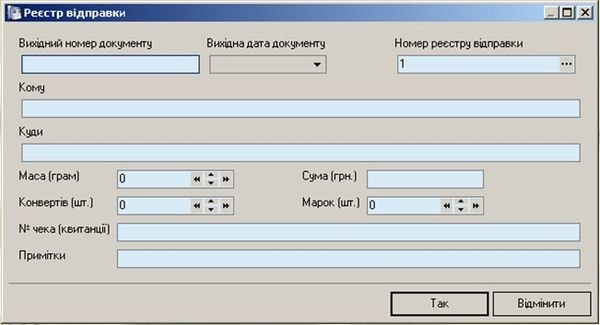 Реєстр відправки
Вихідний номер документу Вихідна дата документу Номер реєстру відправки
1
Кому
Куди
Маса (грам) 0 Сума (грн.)
Конвертів (шт.) 0 Марок (шт.) 0
№ чека (квитанції)
Примітки
Так Відмінити